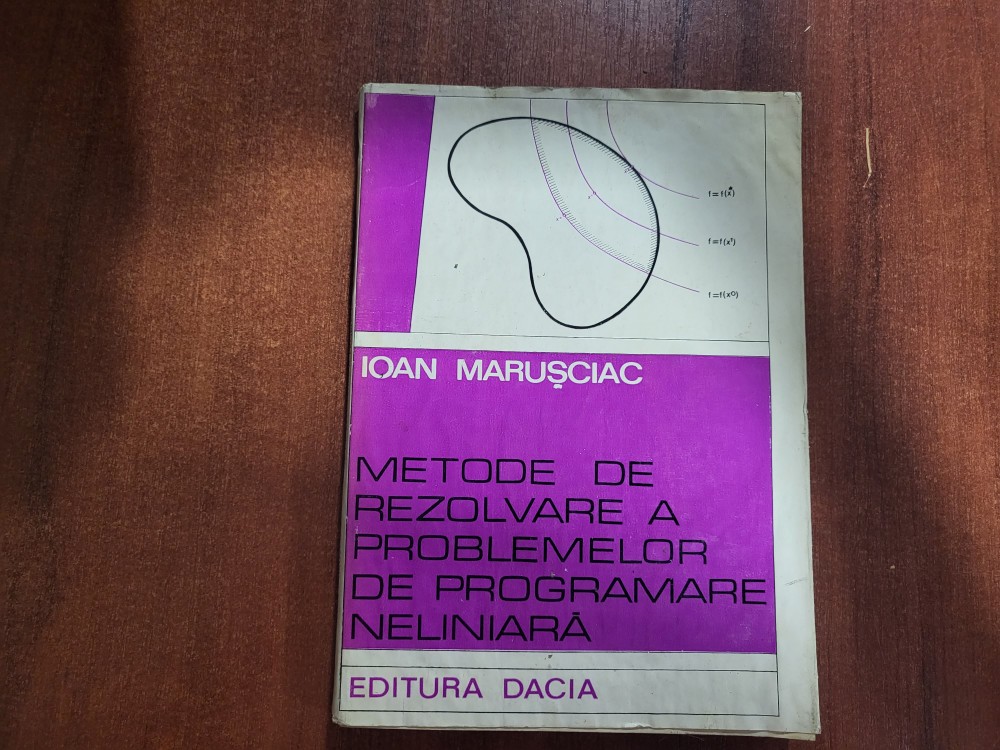 f=f(x*)
f=f(x¹)
f=f(x⁰)
IOAN MARUȘCIAC
METODE DE
REZOLVARE A
PROBLEMELOR
DE PROGRAMARE
NELINIARĂ
EDITURA DACIA